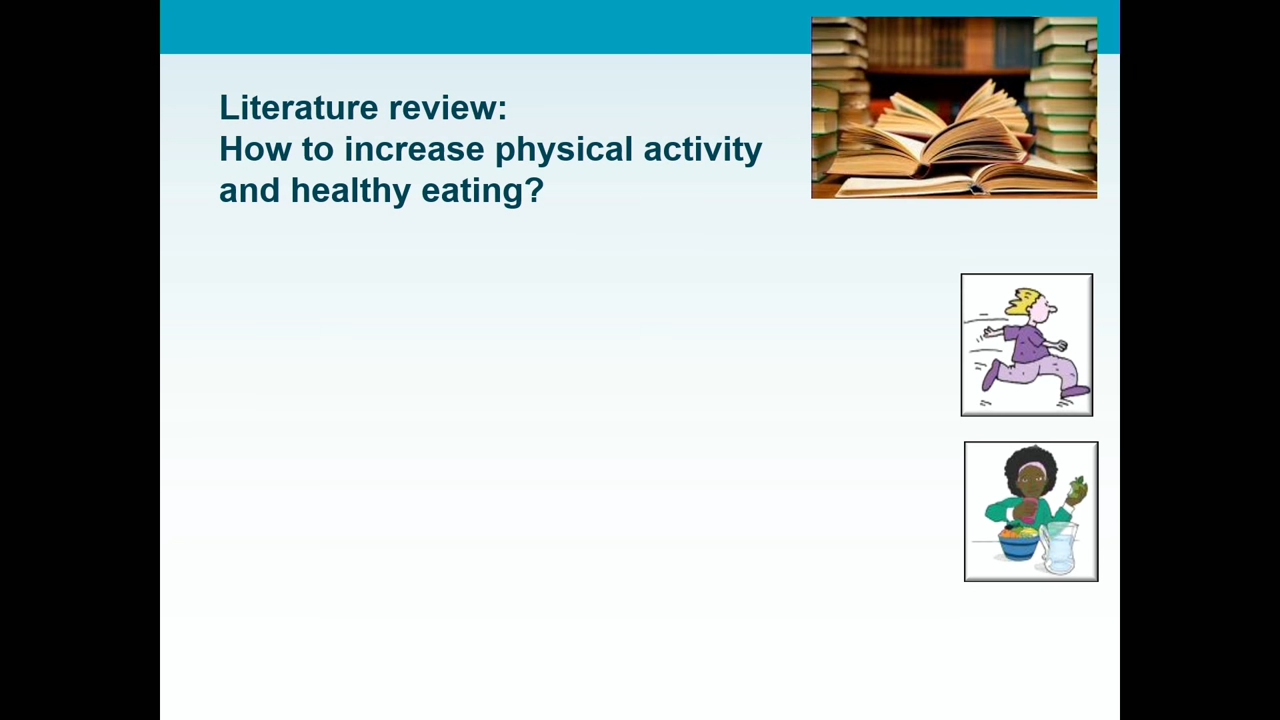 Literature review:
How to increase physical activity
and healthy eating?